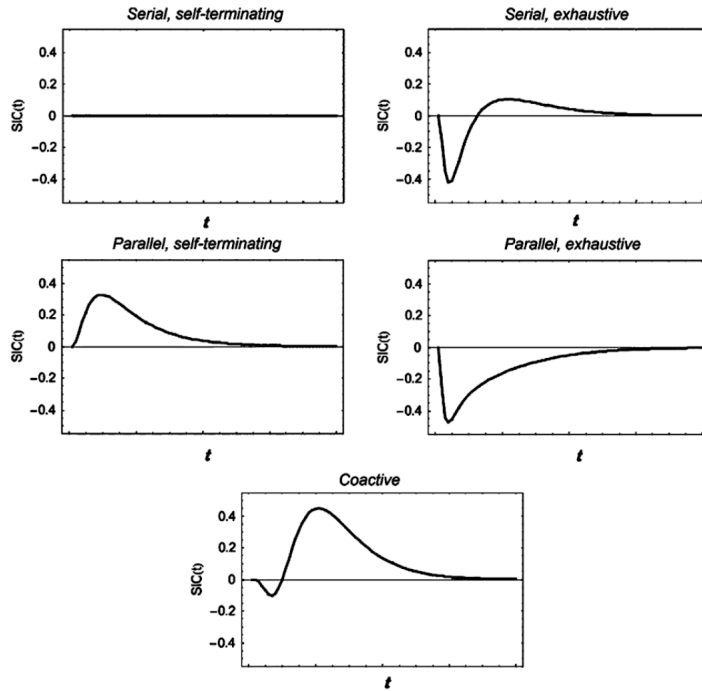 Serial, self-terminating
SIC(t)
0.4
0.2
0
−0.2
−0.4
t
Serial, exhaustive
SIC(t)
0.4
0.2
0
−0.2
−0.4
t
Parallel, self-terminating
SIC(t)
0.4
0.2
0
−0.2
−0.4
t
Parallel, exhaustive
SIC(t)
0.4
0.2
0
−0.2
−0.4
t
Coactive
SIC(t)
0.4
0.2
0
−0.2
−0.4
t